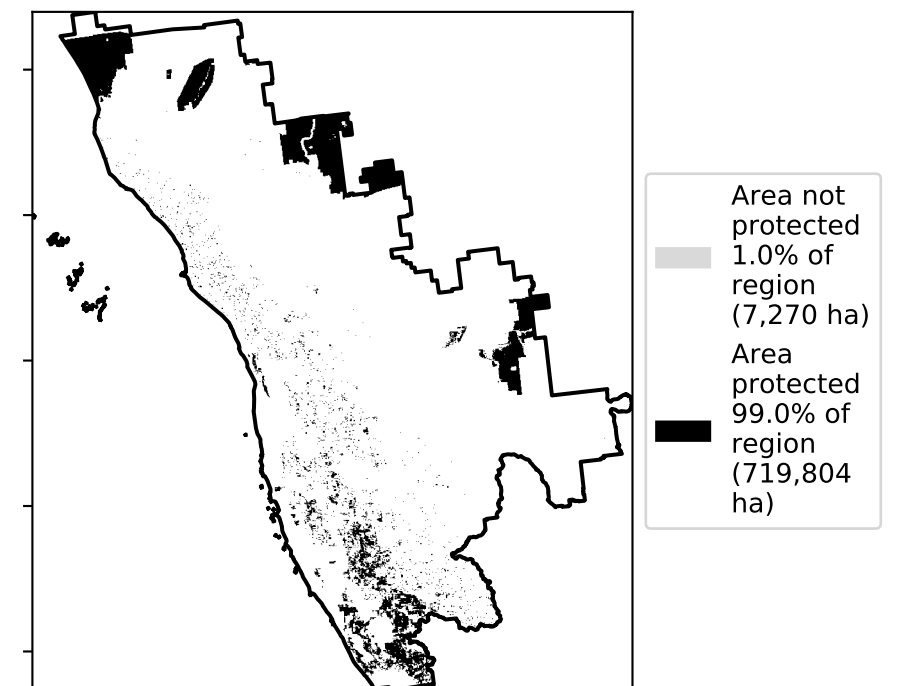 Area not
protected
1.0% of
region
(7,270 ha)
Area
protected
99.0% of
region
(719,804
ha)